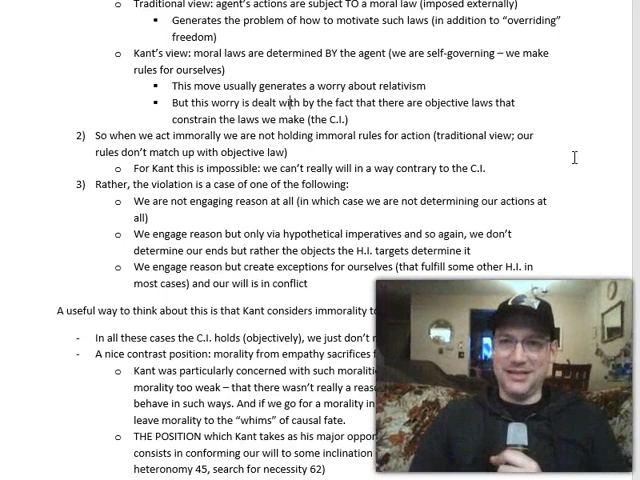 o Traditional view: agent's actions are subject TO a moral law (imposed externally)
▪ Generates the problem of how to motivate such laws (in addition to "overriding"
freedom)
o Kant's view: moral laws are determined BY the agent (we are self-governing – we make
rules for ourselves)
▪ This move usually generates a worry about relativism
▪ But this worry is dealt with by the fact that there are objective laws that
constrain the laws we make (the C.I.)
2) So when we act immorally we are not holding immoral rules for action (traditional view; our
rules don't match up with objective law)
o For Kant this is impossible: we can't really will in a way contrary to the C.I.
3) Rather, the violation is a case of one of the following:
o We are not engaging reason at all (in which case we are not determining our actions at
all)
o We engage reason but only via hypothetical imperatives and so again, we don't
determine our ends but rather the objects the H.I. targets determine it
o We engage reason but create exceptions for ourselves (that fulfill some other H.I. in
most cases) and our will is in conflict
A useful way to think about this is that Kant considers immorality
- In all these cases the C.I. holds (objectively), we just don't
- A nice contrast position: morality from empathy sacrifices
o Kant was particularly concerned with such
morality too weak – that there wasn't really a
behave in such ways. And if we go for a morality in
leave morality to the "whims" of causal fate.
o THE POSITION which Kant takes as his major
consists in conforming our will to some inclination
heteronomy 45, search for necessity 62)